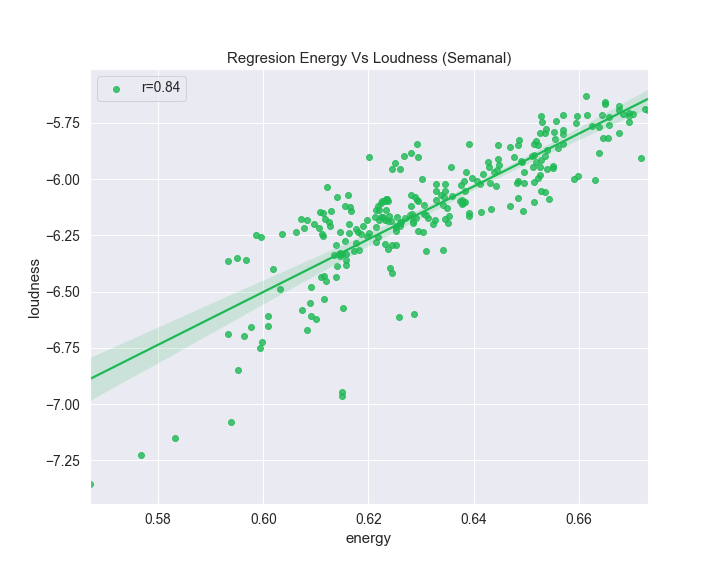 Regresion Energy Vs Loudness (Semanal)
r=0.84
loudness
−5.75
−6.00
−6.25
−6.50
−6.75
−7.00
−7.25
0.58 0.60 0.62 0.64 0.66
energy